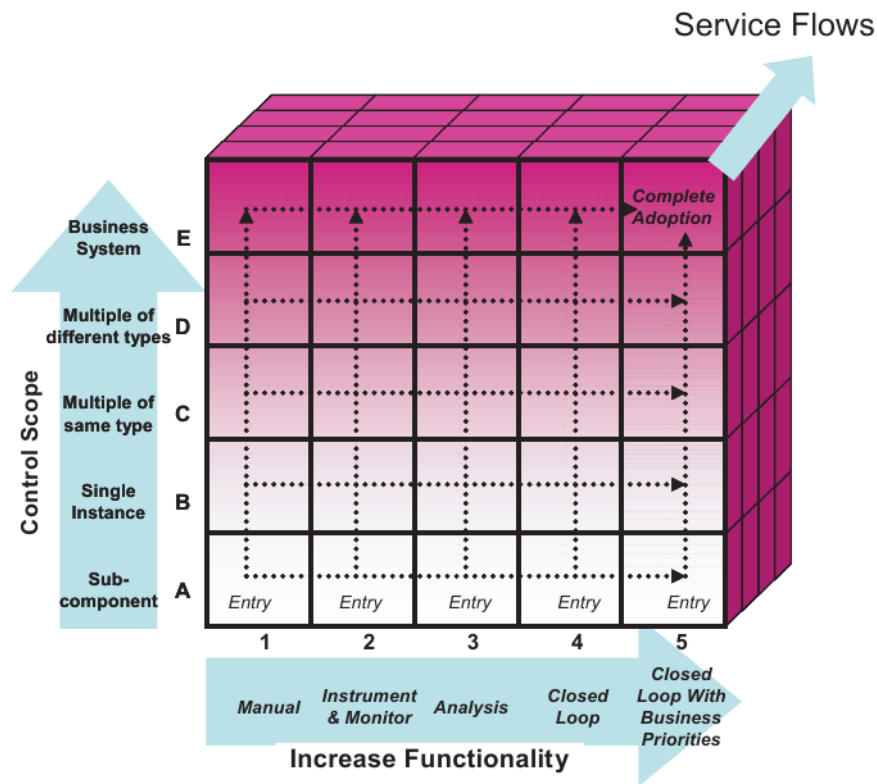 Service Flows
Complete
Adoption
Business
System
E
Multiple of
different types
D
Multiple of
same type
C
Single
Instance
B
Sub-
component
A
Control Scope
Entry
Entry
Entry
Entry
Entry
1
2
3
4
5
Manual
Instrument
& Monitor
Analysis
Closed
Loop
Closed
Loop With
Business
Priorities
Increase Functionality